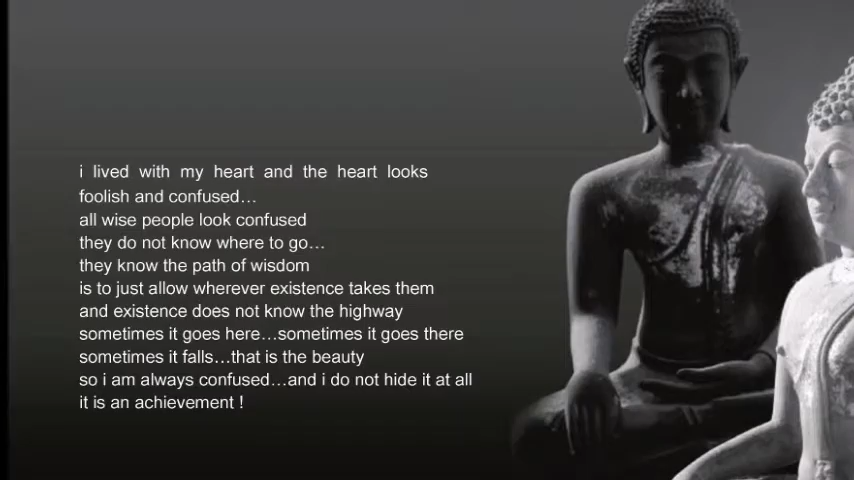 i lived with my heart and the heart looks
foolish and confused…
all wise people look confused
they do not know where to go…
they know the path of wisdom
is to just allow wherever existence takes them
and existence does not know the highway
sometimes it goes here…sometimes it goes there
sometimes it falls…that is the beauty
so i am always confused…and i do not hide it at all
it is an achievement !